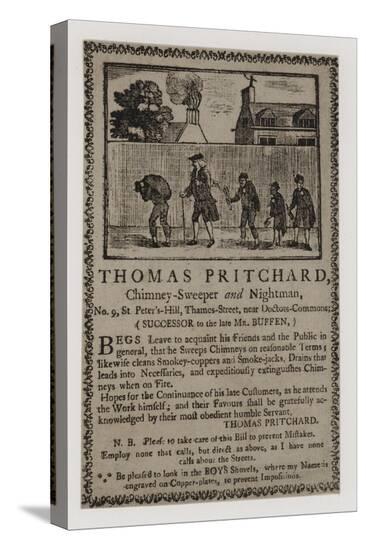 THOMAS PRITCHARD,
Chimney-Sweeper and Nightman,
No. 9, St. Peter's-Hill, Thames-Street, near Doctors-Commons;
(SUCCESSOR to the late MR. BUFFEN,)
BEGS Leave to acquaint his Friends and the Public in
general, that he Sweeps Chimneys on reasonable Terms;
likewise cleans Smokey-coppers and Smoke-jacks, Drains that
leads into Necessaries, and expeditiously extinguishes Chim-
neys when on Fire.
Hopes for the Continuance of his late Customers, as he attends
the Work himself; and their Favours shall be gratefully ac-
knowledged by their most obedient humble Servant,
THOMAS PRITCHARD.
N. B. Please to take care of this Bill to prevent Mistakes.
Employ none that calls, but direct as above, as I have none
calls about the Streets.
*** Be pleased to look in the BOYS Shovels, where my Name is
engraved on Copper-plates, to prevent Imposition.